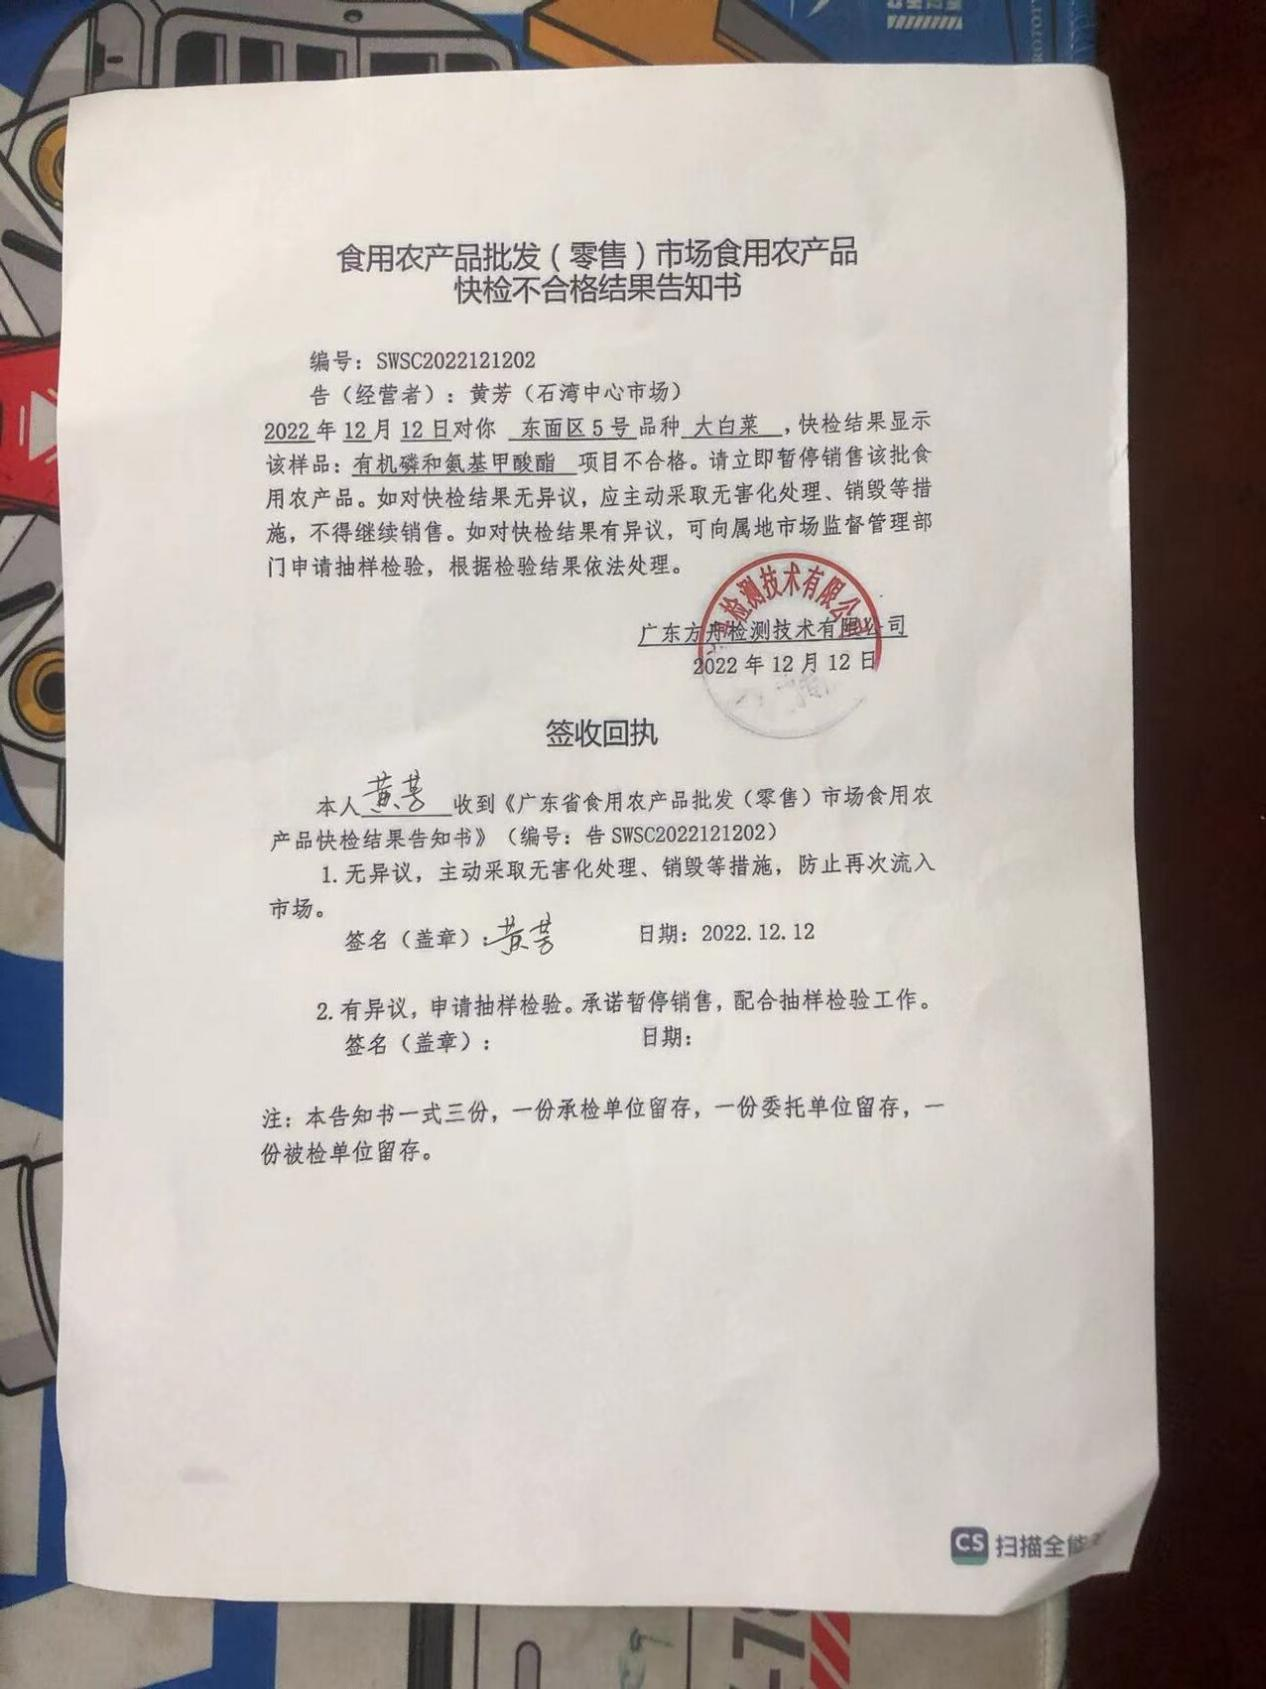 食用农产品批发（零售）市场食用农产品
快检不合格结果告知书
编号：SWSC2022121202
告（经营者）：黄芳（石湾中心市场）
2022年12月12日对你 东面区5号品种 大白菜 ，快检结果显示
该样品：有机磷和氨基甲酸酯 项目不合格。请立即暂停销售该批食
用农产品。如对快检结果无异议，应主动采取无害化处理、销毁等措
施，不得继续销售。如对快检结果有异议，可向属地市场监督管理部
门申请抽样检验，根据检验结果依法处理。
检测技术有限公
广东方舟检测技术有限公司
2022年12月12日
签收回执
本人黄芳 收到《广东省食用农产品批发（零售）市场食用农
产品快检结果告知书》（编号：告SWSC2022121202）
1.无异议，主动采取无害化处理、销毁等措施，防止再次流入
市场。
签名（盖章）：黄芳 日期：2022.12.12
2.有异议，申请抽样检验。承诺暂停销售，配合抽样检验工作。
签名（盖章）： 日期：
注：本告知书一式三份，一份承检单位留存，一份委托单位留存，一
份被检单位留存。
CS 扫描全能